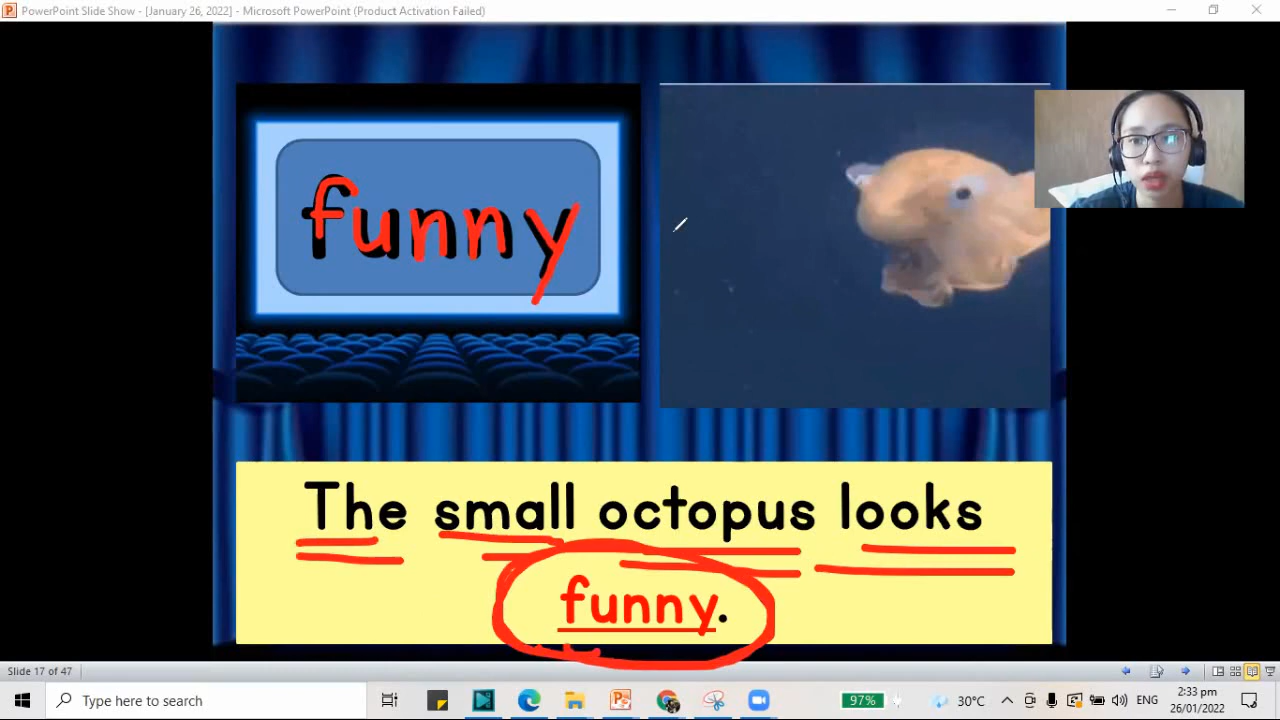 PowerPoint Slide Show - [January 26, 2022] - Microsoft PowerPoint (Product Activation Failed)
funny
The small octopus looks
funny.
Slide 17 of 47
Type here to search
97%
30°C
ENG
2:33 pm
26/01/2022